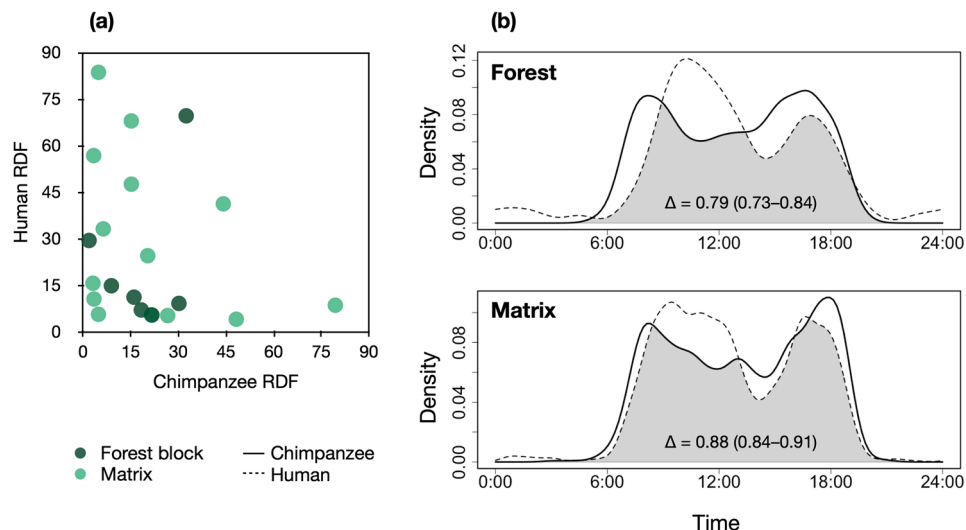 (a)
90
75
60
45
30
15
0
Human RDF
0 15 30 45 60 75 90
Chimpanzee RDF
Forest block
Matrix
Chimpanzee
Human
(b)
Forest
0.12
0.08
0.04
0.00
Density
Δ = 0.79 (0.73–0.84)
0:00 6:00 12:00 18:00 24:00
Matrix
0.08
0.04
0.00
Density
Δ = 0.88 (0.84–0.91)
0:00 6:00 12:00 18:00 24:00
Time